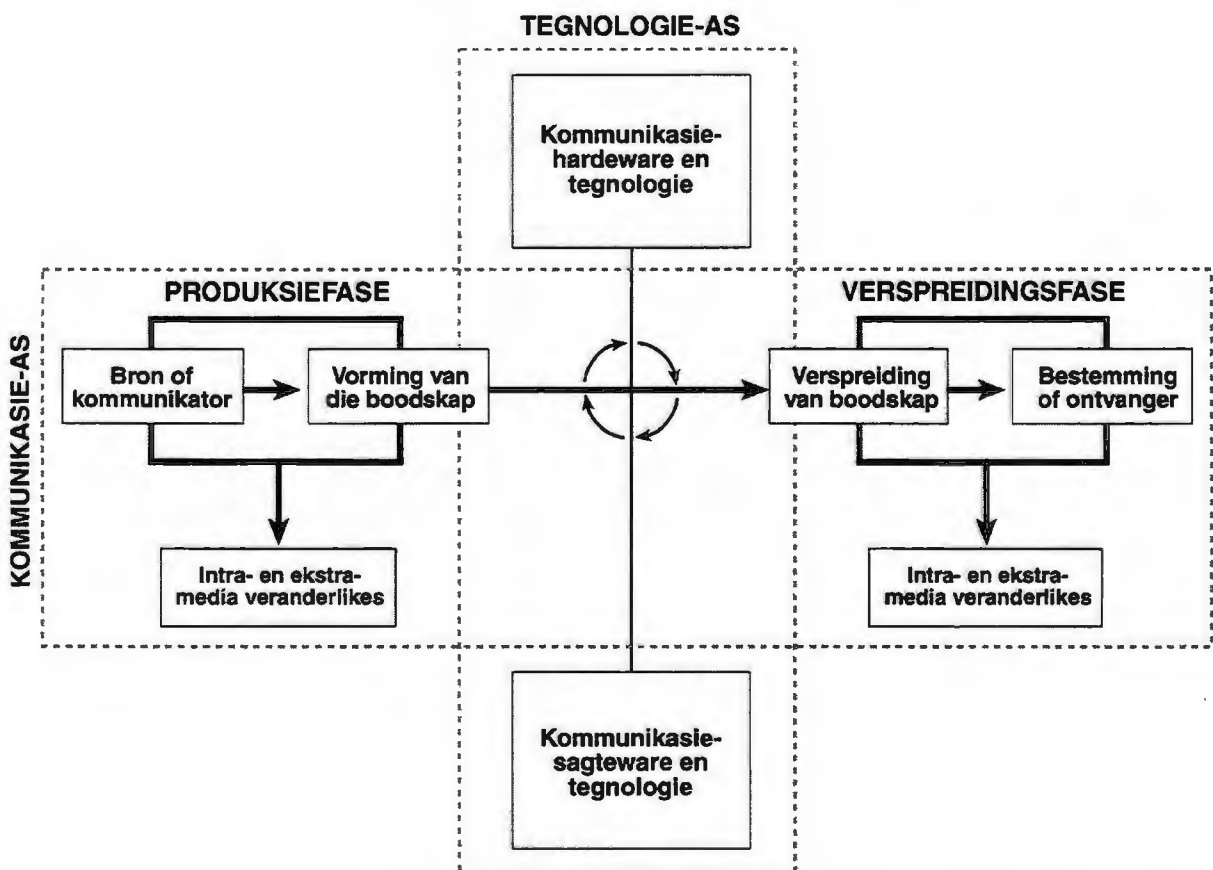 TEGNOLOGIE-AS
Kommunikasie-
hardeware en
tegnologie
KOMMUNIKASIE-AS
PRODUKSIEFASE
Bron of
kommunikator
Vorming van
die boodskap
Intra- en ekstra-
media veranderlikes
VERSPREIDINGSFASE
Verspreiding
van boodskap
Bestemming
of ontvanger
Intra- en ekstra-
media veranderlikes
Kommunikasie-
sagteware en
tegnologie